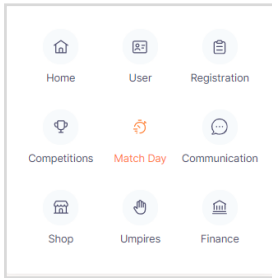 Home User Registration
Competitions Match Day Communication
Shop Umpires Finance